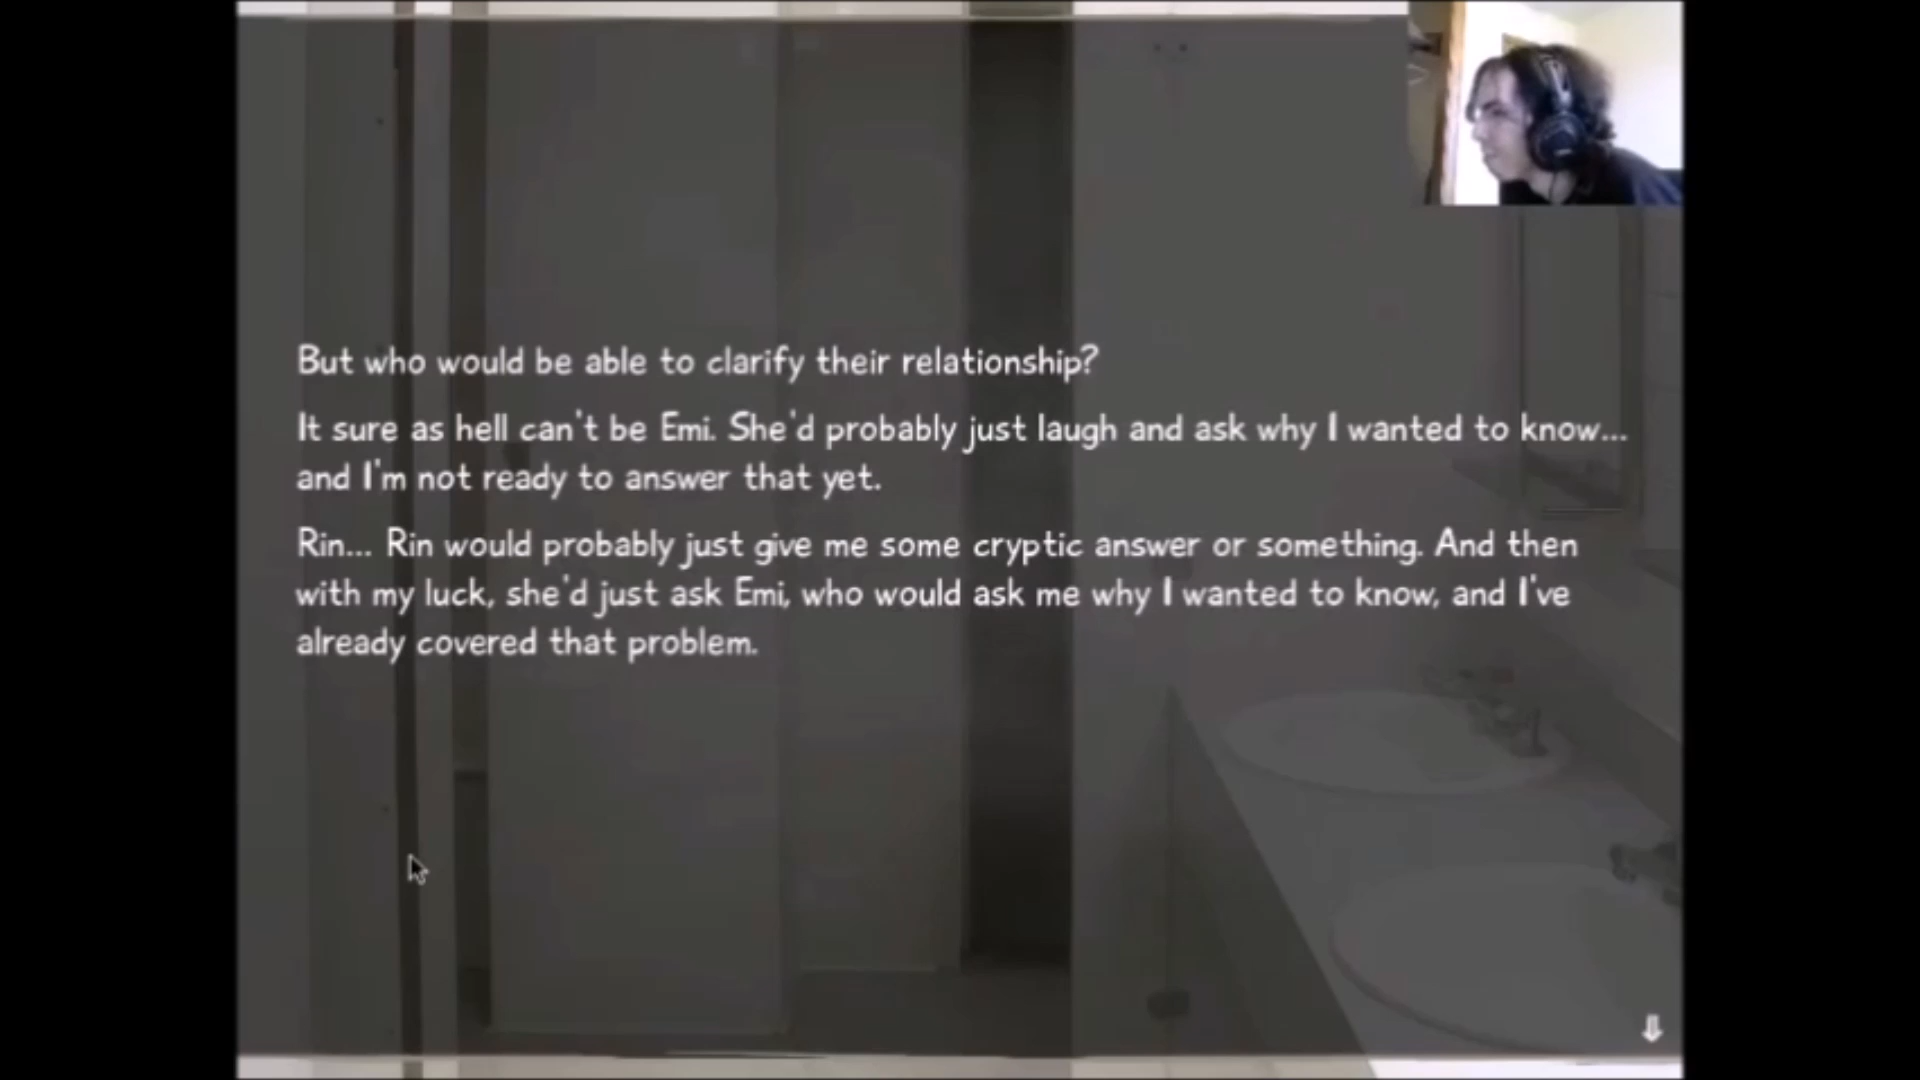 But who would be able to clarify their relationship?
It sure as hell can't be Emi. She'd probably just laugh and ask why I wanted to know...
and I'm not ready to answer that yet.
Rin... Rin would probably just give me some cryptic answer or something. And then
with my luck, she'd just ask Emi, who would ask me why I wanted to know, and I've
already covered that problem.